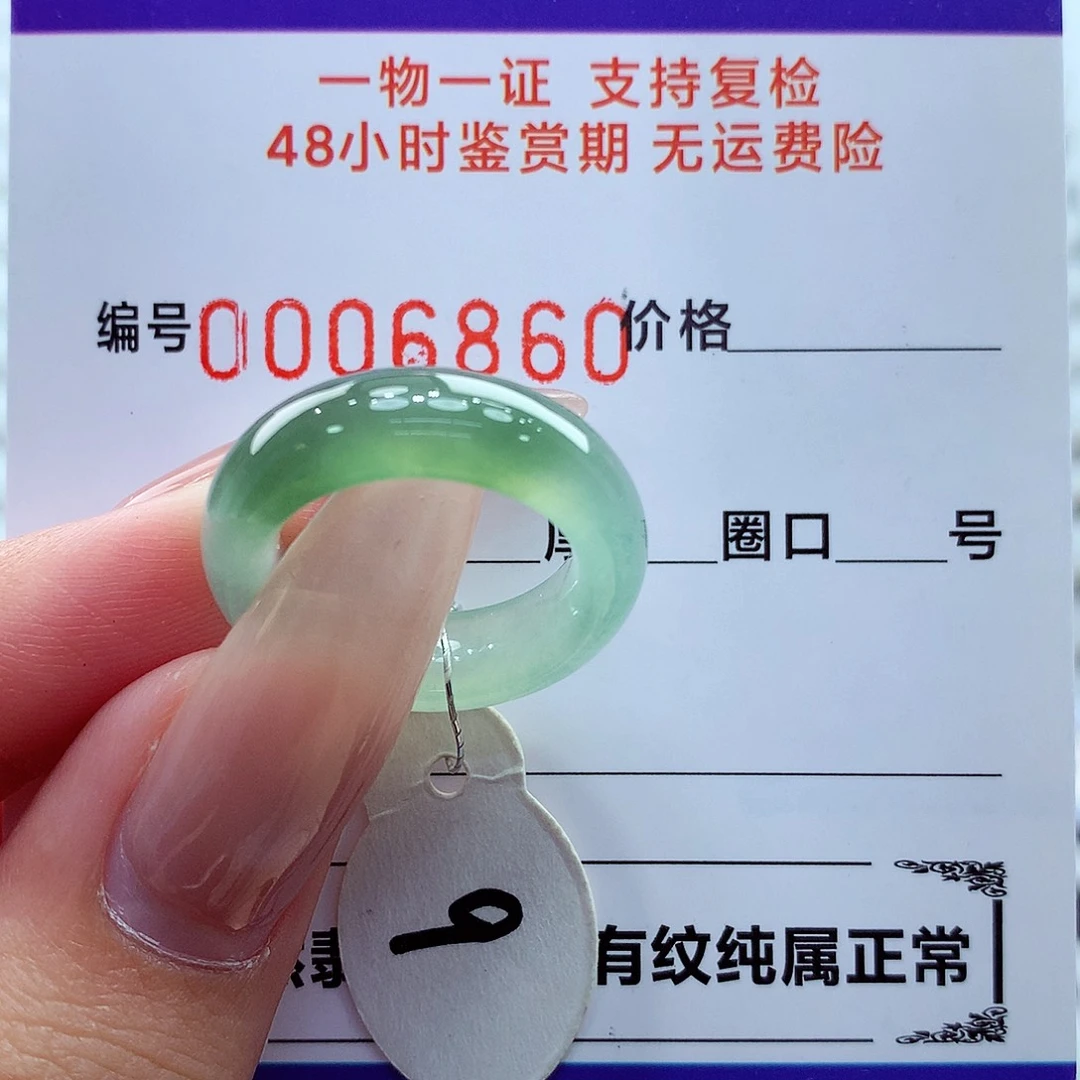 一物一证 支持复检
48小时鉴赏期 无运费险
编号0006860价格
圈口 号
9
有纹纯属正常